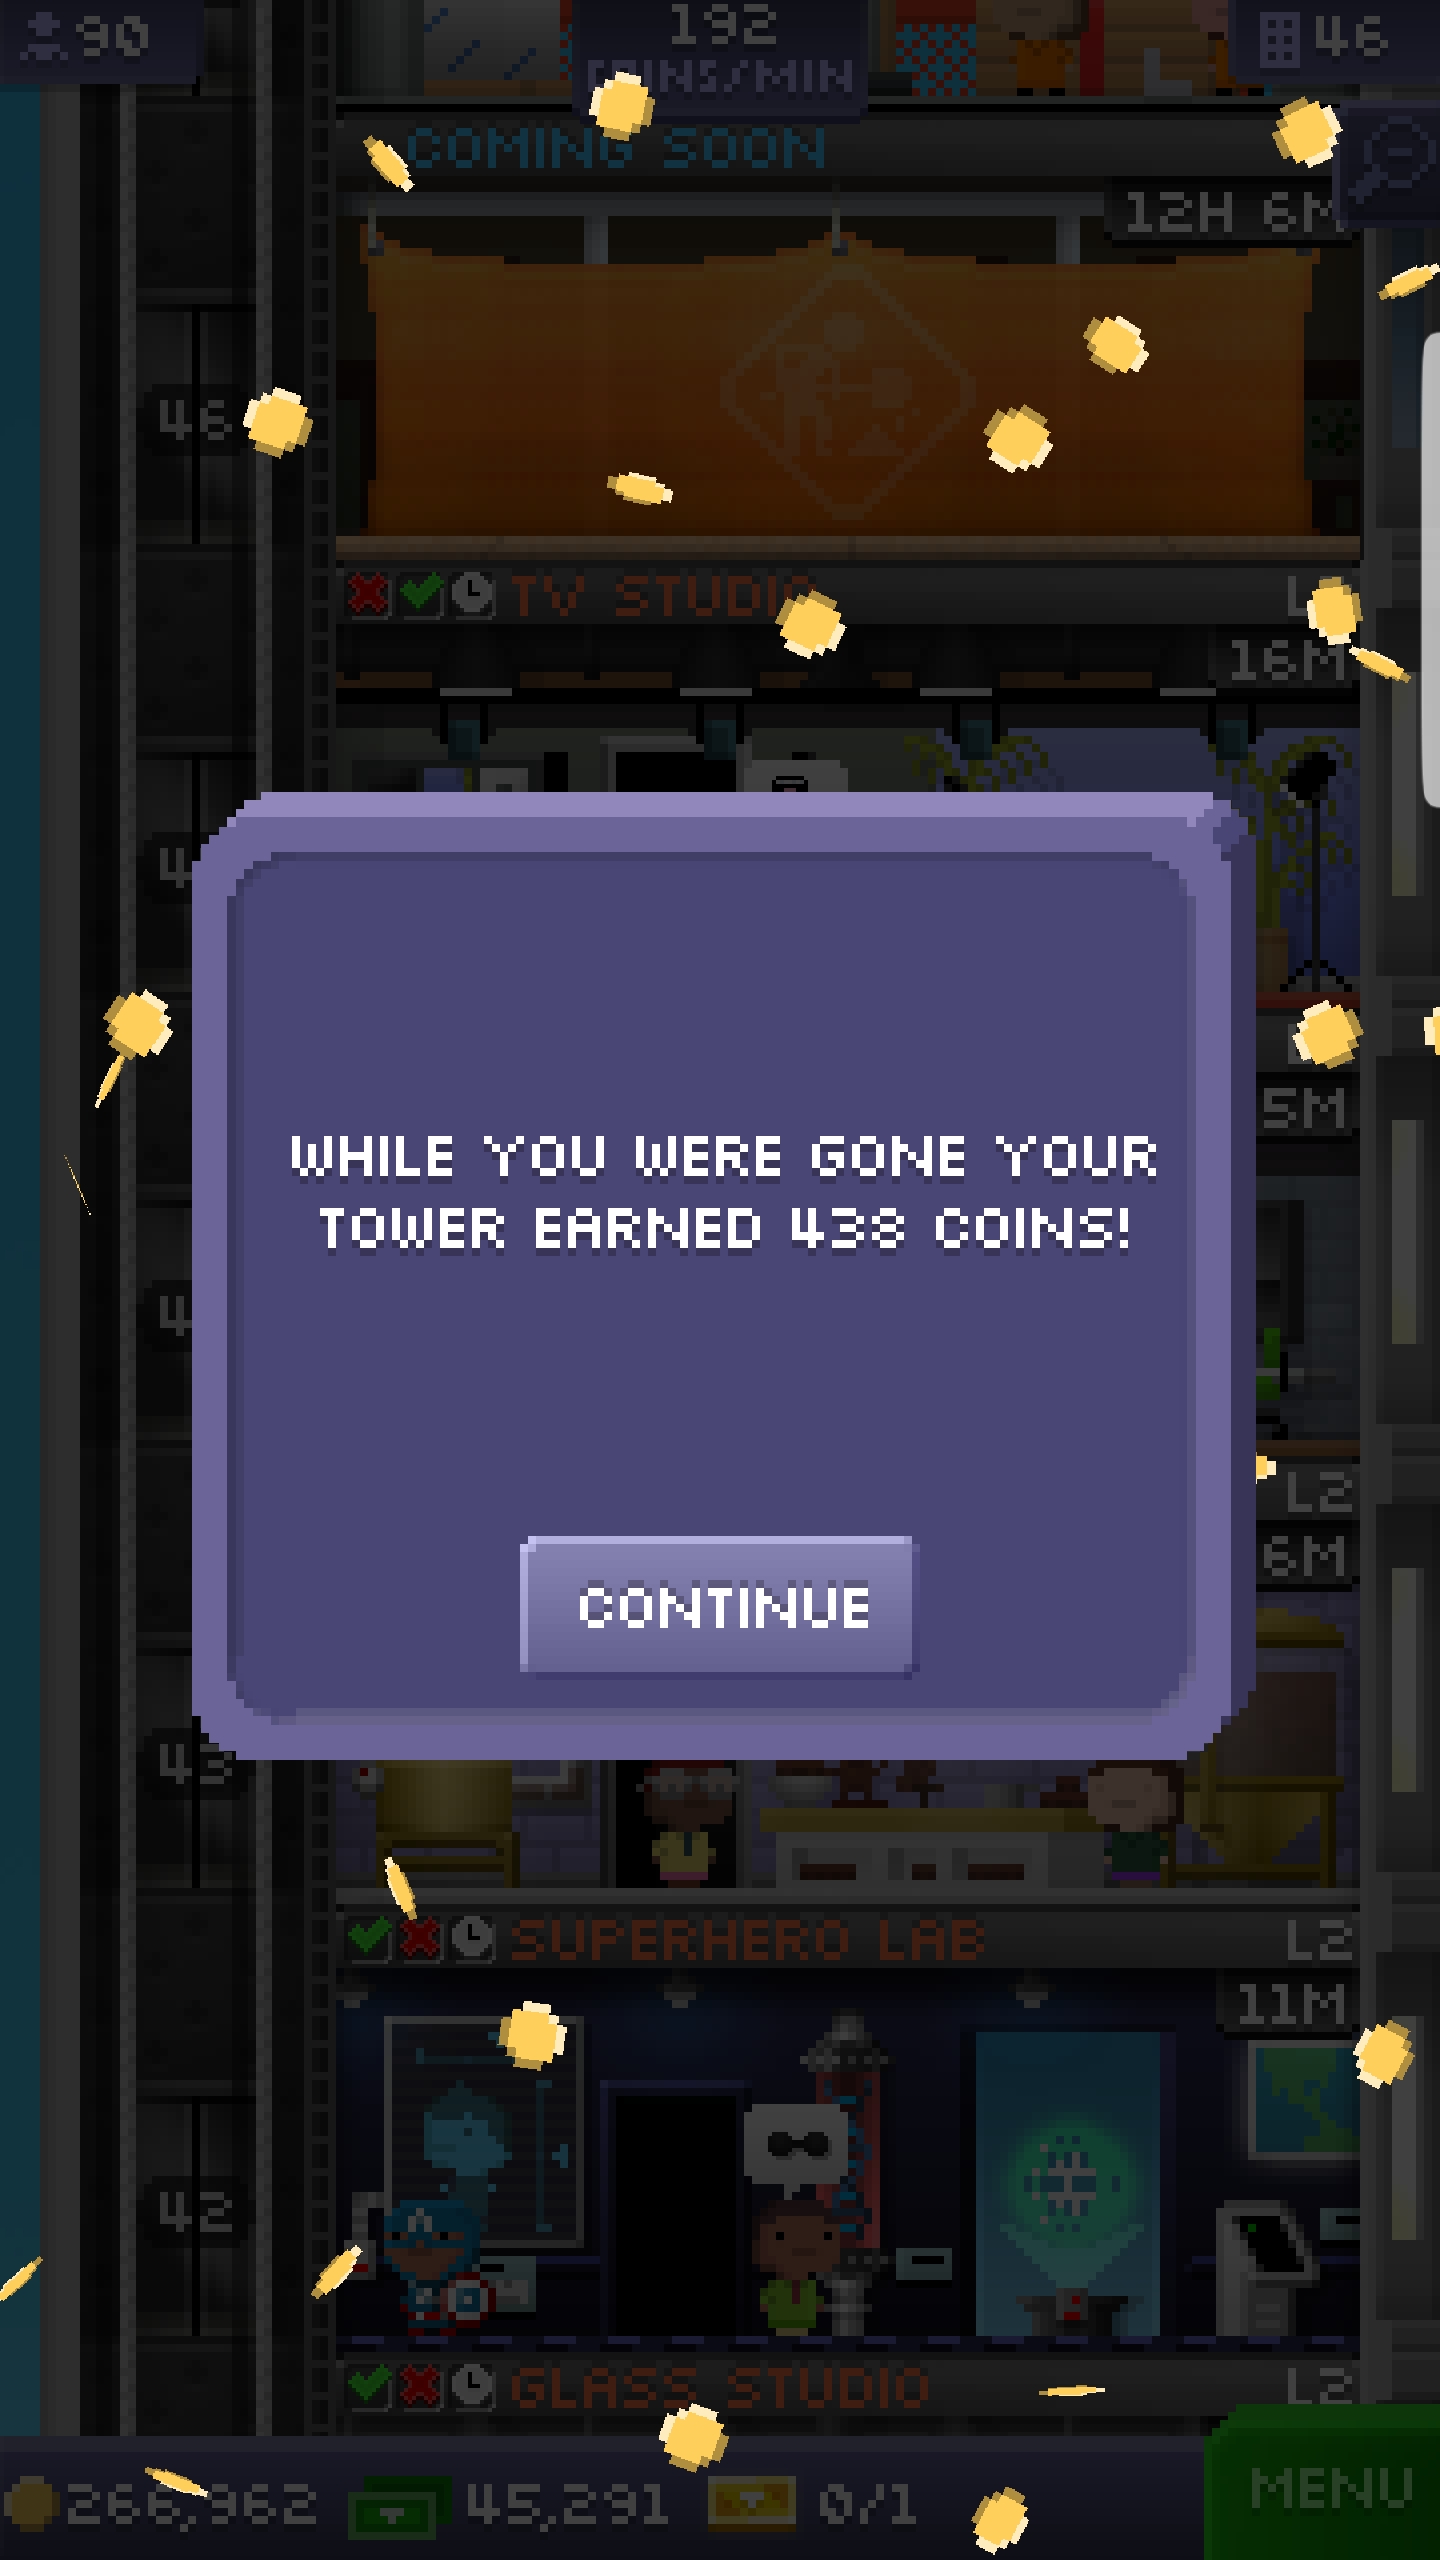 90
192
COINS/MIN
46
COMING SOON
12H 6M
46
TV STUDIO
16M
WHILE YOU WERE GONE YOUR
TOWER EARNED 438 COINS!
5M
L2
6M
CONTINUE
43
SUPERHERO LAB
L2
11M
42
GLASS STUDIO
L2
266,962
45,291
0/1
MENU